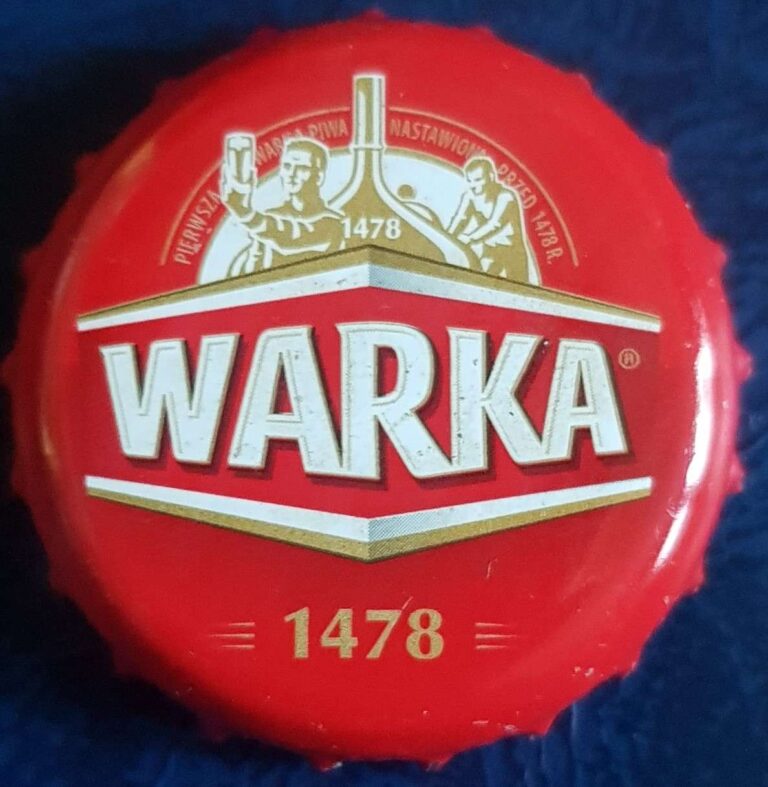 PIERWSZA WARKA PIWA NASTAWIONA PRZED 1478 R.
1478
WARKA®
1478